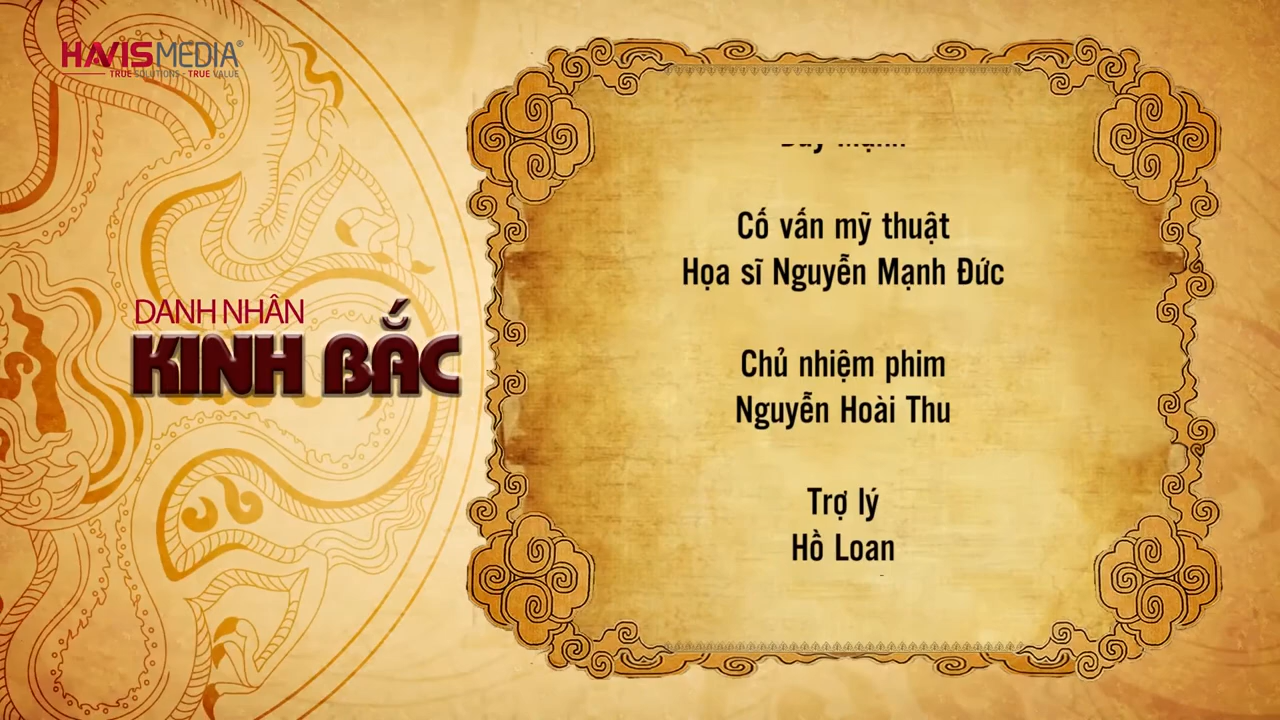 HAVISMEDIA®
TRUE SOLUTIONS - TRUE VALUE
DANH NHÂN
KINH BẮC
Cố vấn mỹ thuật
Họa sĩ Nguyễn Mạnh Đức
Chủ nhiệm phim
Nguyễn Hoài Thu
Trợ lý
Hồ Loan